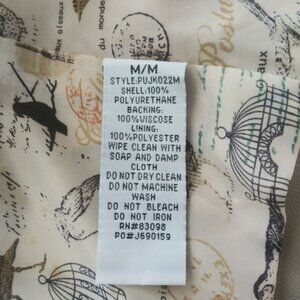 M/M
STYLE:PUJK022M
SHELL:100%
POLYURETHANE
BACKING:
100%VISCOSE
LINING:
100%POLYESTER
WIPE CLEAN WITH
SOAP AND DAMP
CLOTH
DO NOT DRY CLEAN
DO NOT MACHINE
WASH
DO NOT BLEACH
DO NOT IRON
RN#83098
PO#J690159